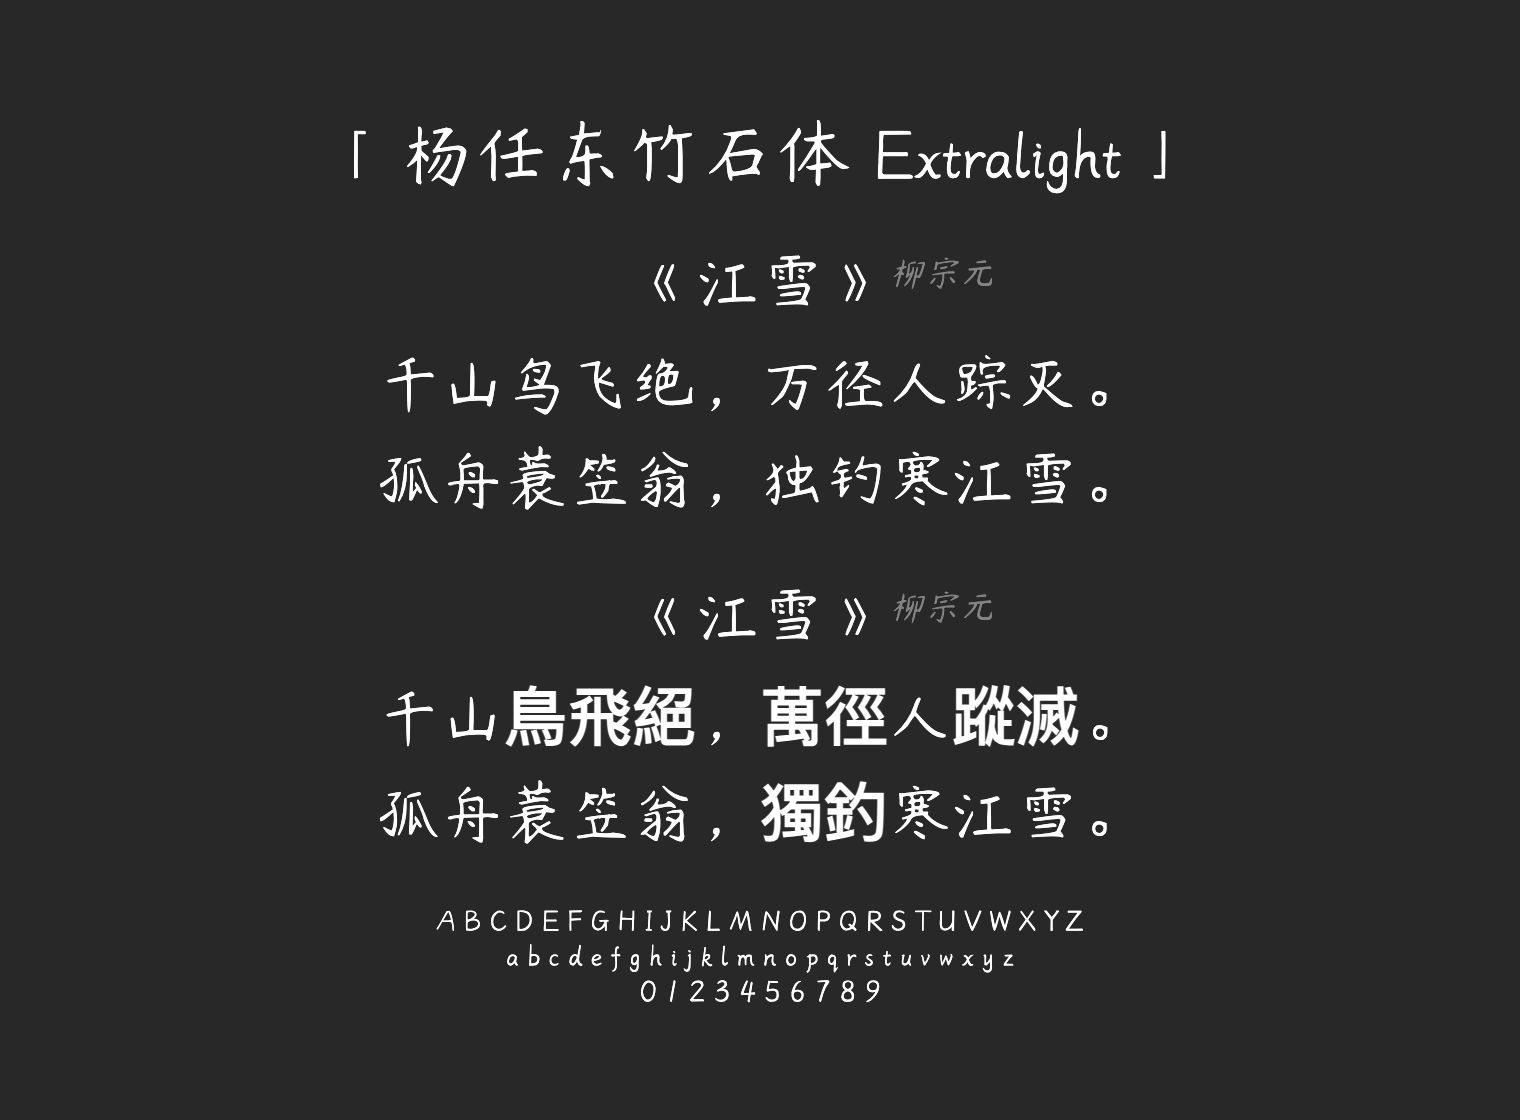 「 杨任东竹石体 Extralight 」
《 江雪 》 柳宗元
千山鸟飞绝，万径人踪灭。
孤舟蓑笠翁，独钓寒江雪。
《 江雪 》 柳宗元
千山鳥飛絕，萬徑人蹤滅。
孤舟蓑笠翁，獨釣寒江雪。
ABCDEFGHIJKLMNOPQRSTUVWXYZ
abcdefghijklmnopqrstuvwxyz
0123456789